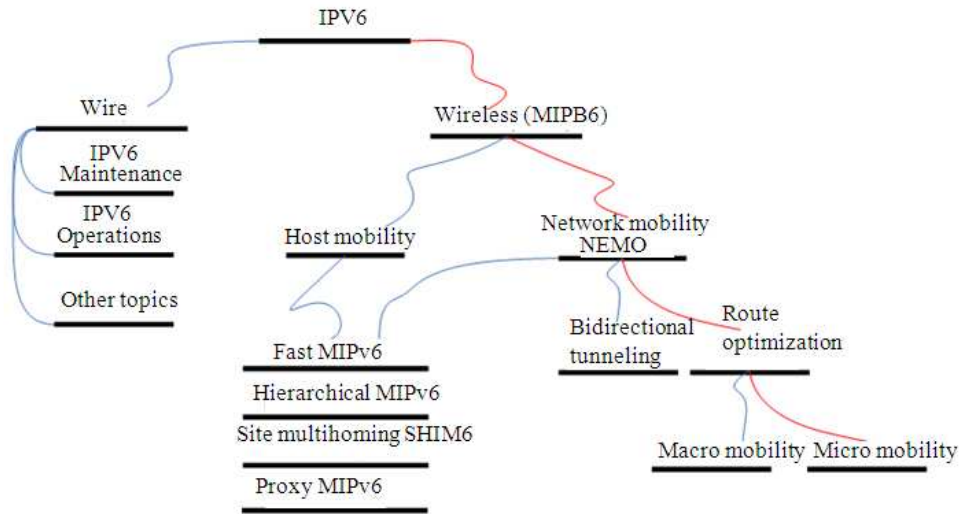 IPV6
Wire
Wireless (MIPB6)
IPV6
Maintenance
IPV6
Operations
Other topics
Host mobility
Network mobility
NEMO
Fast MIPv6
Hierarchical MIPv6
Site multihoming SHIM6
Proxy MIPv6
Bidirectional
tunneling
Route
optimization
Macro mobility
Micro mobility